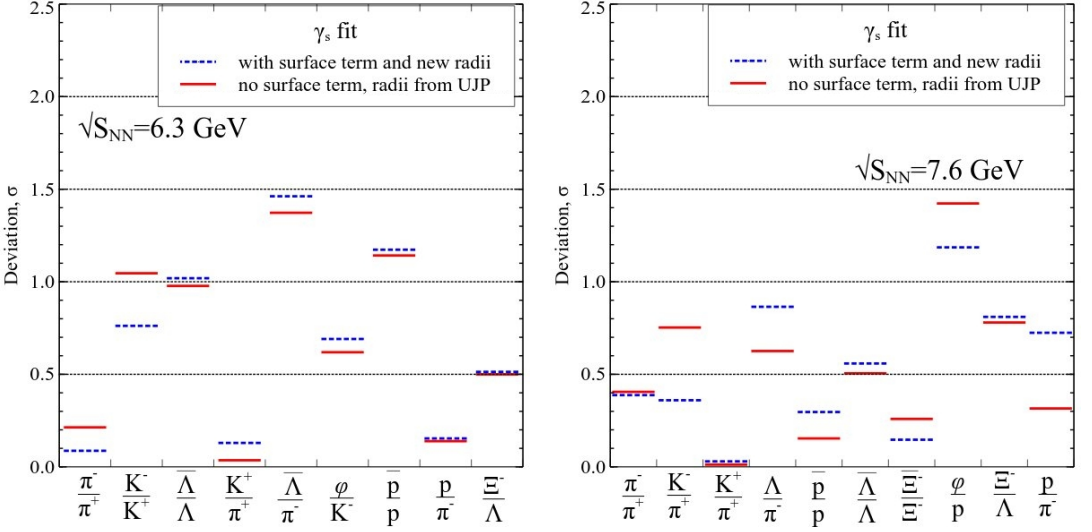 2.5
2.0
1.5
1.0
0.5
0.0
Deviation, σ
γₛ fit
with surface term and new radii
no surface term, radii from UJP
√S_NN=6.3 GeV
π⁻ K⁻ Λ̄ K⁺ Λ̄ φ p̄ p Ξ⁻
π⁺ K⁺ Λ π⁺ π⁻ K⁻ p π⁻ Λ
2.5
2.0
1.5
1.0
0.5
0.0
Deviation, σ
γₛ fit
with surface term and new radii
no surface term, radii from UJP
√S_NN=7.6 GeV
π⁻ K⁻ K⁺ Λ p̄ Λ̄ Ξ̄⁻ φ Ξ⁻ p
π⁺ π⁺ π⁺ π⁻ p Λ Ξ⁻ p Λ π⁻